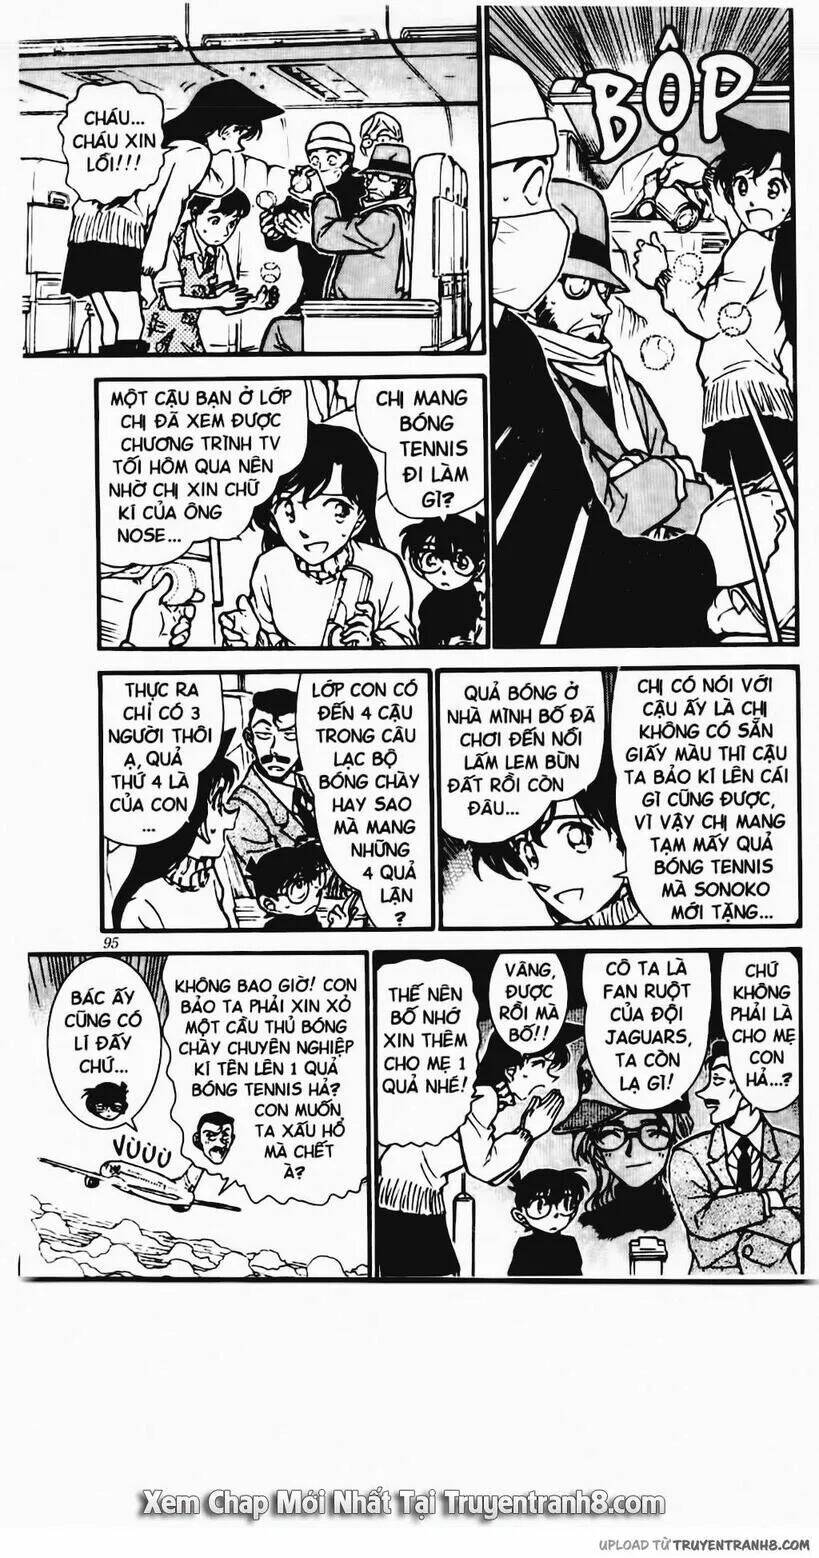 BỘP
CHÁU...
CHÁU XIN
LỖI!!!
CHỊ MANG
BÓNG
TENNIS
ĐI LÀM
GÌ?
MỘT CẬU BẠN Ở LỚP
CHỊ ĐÃ XEM ĐƯỢC
CHƯƠNG TRÌNH TV
TỐI HÔM QUA NÊN
NHỜ CHỊ XIN CHỮ
KÍ CỦA ÔNG
NOSE...
CHỊ CÓ NÓI VỚI
CẬU ẤY LÀ CHỊ
KHÔNG CÓ SẴN
GIẤY MÀU THÌ CẬU
TA BẢO KÍ LÊN CÁI
GÌ CŨNG ĐƯỢC,
VÌ VẬY CHỊ MANG
TẠM MẤY QUẢ
BÓNG TENNIS
MÀ SONOKO
MỚI TẶNG...
QUẢ BÓNG Ở
NHÀ MÌNH BỐ ĐÃ
CHƠI ĐẾN NỖI
LẤM LEM BÙN
ĐẤT RỒI CÒN
ĐÂU...
LỚP CON CÓ
ĐẾN 4 CẬU
TRONG CÂU
LẠC BỘ
BÓNG CHÀY
HAY SAO
MÀ MANG
NHỮNG
4 QUẢ
LẬN
?
THỰC RA
CHỈ CÓ 3
NGƯỜI THÔI
Ạ, QUẢ
THỨ 4 LÀ
CỦA CON
...
95
CHỨ
KHÔNG
PHẢI LÀ
CHO MẸ
CON
HẢ...?
CÔ TA LÀ
FAN RUỘT
CỦA ĐỘI
JAGUARS,
TA CÒN
LẠ GÌ!
VÂNG,
ĐƯỢC
RỒI MÀ
BỐ!!
THẾ NÊN
BỐ NHỚ
XIN THÊM
CHO MẸ 1
QUẢ NHÉ!
KHÔNG BAO GIỜ! CON
BẢO TA PHẢI XIN XỎ
MỘT CẦU THỦ BÓNG
CHÀY CHUYÊN NGHIỆP
KÍ TÊN LÊN 1 QUẢ
BÓNG TENNIS HẢ?
CON MUỐN
TA XẤU HỔ
MÀ CHẾT
À?
BÁC ẤY
CŨNG CÓ
LÍ ĐẤY
CHỨ...
VÙÙÙ
Xem Chap Mới Nhất Tại Truyentranh8.com
UPLOAD TỪ TRUYENTRANH8.COM